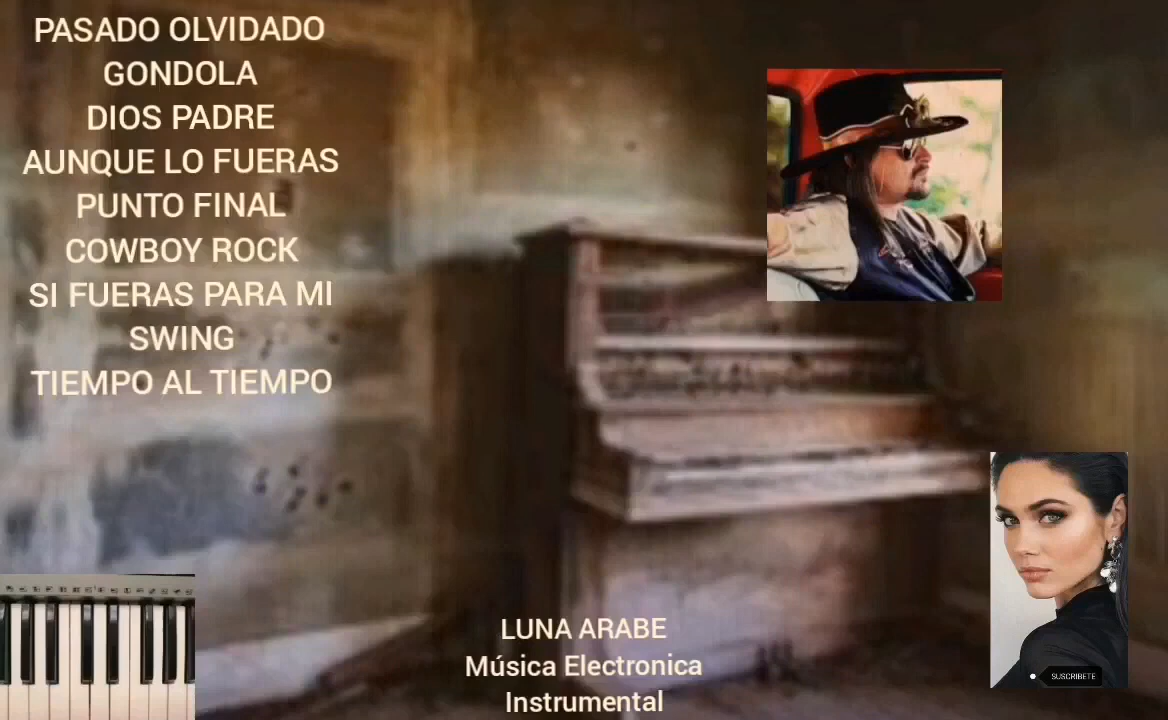 PASADO OLVIDADO
GONDOLA
DIOS PADRE
AUNQUE LO FUERAS
PUNTO FINAL
COWBOY ROCK
SI FUERAS PARA MI
SWING
TIEMPO AL TIEMPO
LUNA ARABE
Música Electronica
Instrumental
SUSCRIBETE